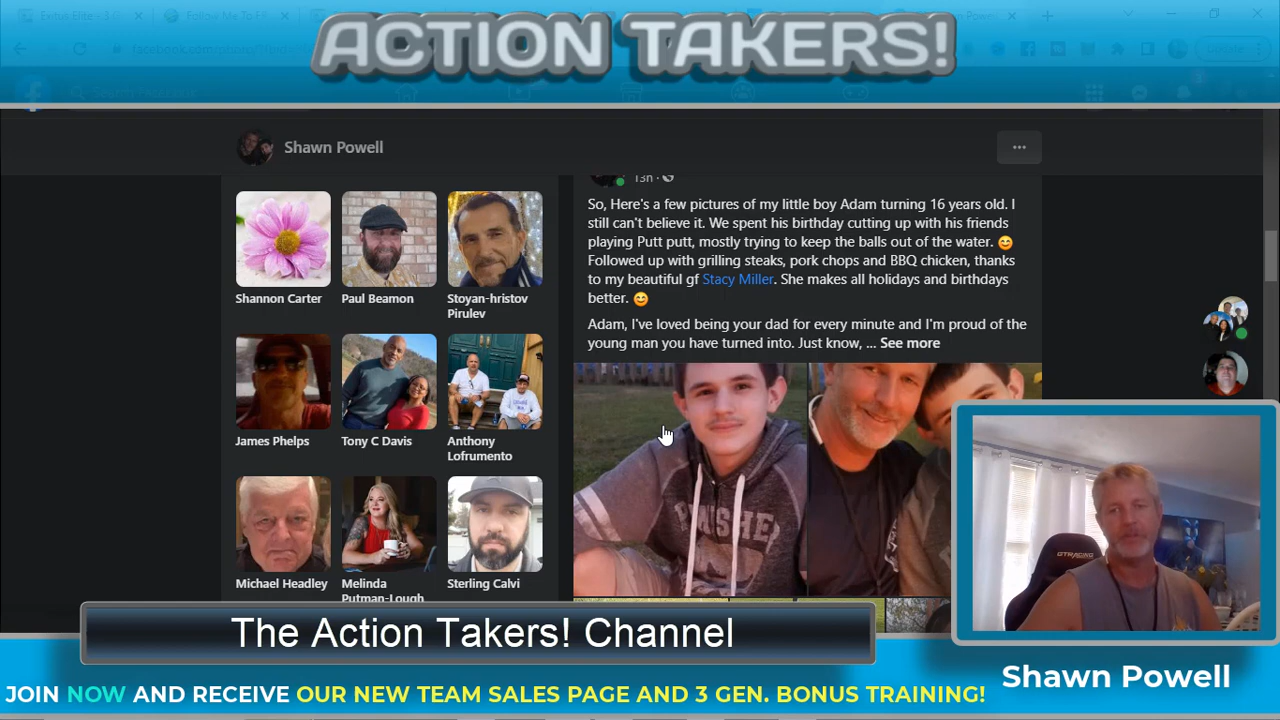 ACTION TAKERS!
Shawn Powell
13h
So, Here's a few pictures of my little boy Adam turning 16 years old. I
still can't believe it. We spent his birthday cutting up with his friends
playing Putt putt, mostly trying to keep the balls out of the water. 😊
Followed up with grilling steaks, pork chops and BBQ chicken, thanks
to my beautiful gf Stacy Miller. She makes all holidays and birthdays
better. 😊
Adam, I've loved being your dad for every minute and I'm proud of the
young man you have turned into. Just know, ... See more
Shannon Carter
Paul Beamon
Stoyan-hristov
Pirulev
James Phelps
Tony C Davis
Anthony
Lofrumento
Michael Headley
Melinda
Putman-Lough
Sterling Calvi
GTRACING
The Action Takers! Channel
Shawn Powell
JOIN NOW AND RECEIVE OUR NEW TEAM SALES PAGE AND 3 GEN. BONUS TRAINING!